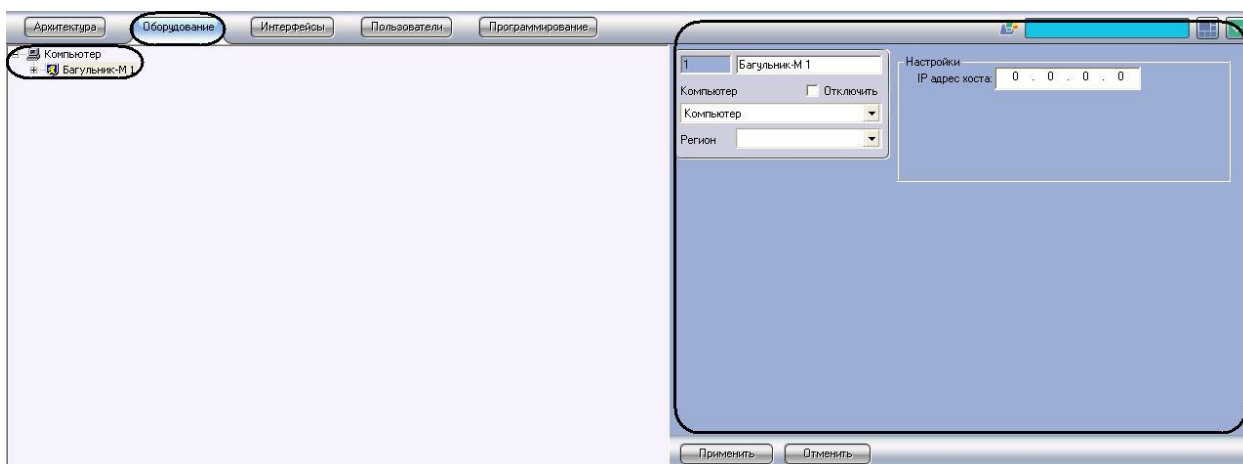 Архитектура Оборудование Интерфейсы Пользователи Программирование
Компьютер
Багульник-М 1
1 Багульник-М 1
Компьютер Отключить
Компьютер
Регион
Настройки
IP адрес хоста: 0 . 0 . 0 . 0
Применить Отменить